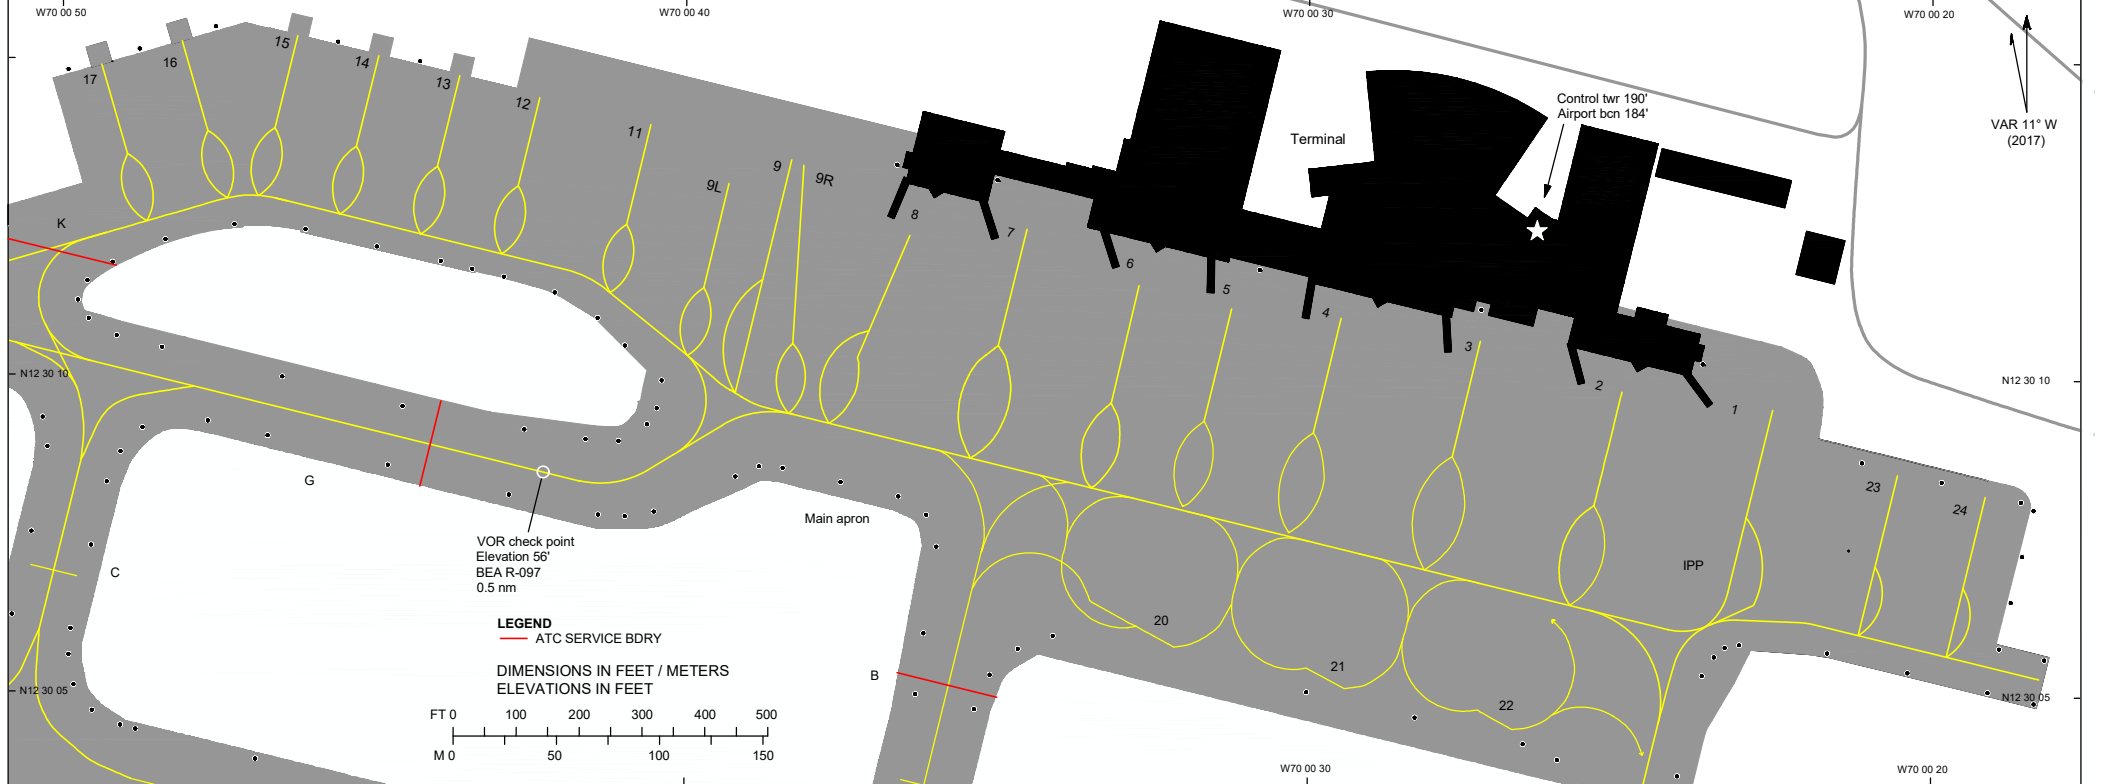 W70 00 50
W70 00 40
W70 00 30
W70 00 20
15
16
14
17
13
12
11
9
9L
9R
8
7
6
5
4
3
2
1
Terminal
Control twr 190'
Airport bcn 184'
VAR 11° W
(2017)
K
N12 30 10
N12 30 10
G
C
B
Main apron
VOR check point
Elevation 56'
BEA R-097
0.5 nm
LEGEND
ATC SERVICE BDRY
DIMENSIONS IN FEET / METERS
ELEVATIONS IN FEET
FT 0 100 200 300 400 500
M 0 50 100 150
20
21
22
IPP
23
24
N12 30 05
N12 30 05
W70 00 30
W70 00 20